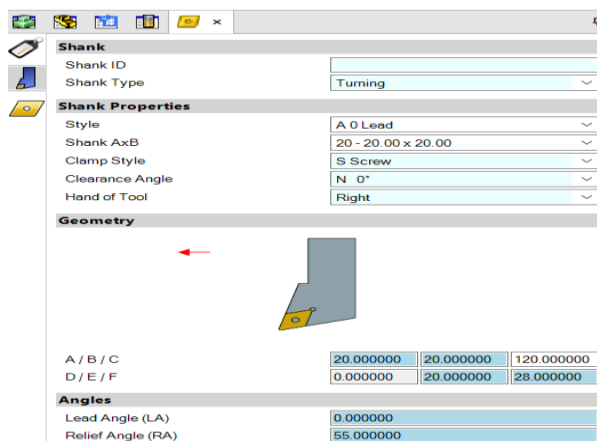 Shank
Shank ID
Shank Type Turning
Shank Properties
Style A 0 Lead
Shank AxB 20 - 20.00 x 20.00
Clamp Style S Screw
Clearance Angle N 0°
Hand of Tool Right
Geometry
A / B / C 20.000000 20.000000 120.000000
D / E / F 0.000000 20.000000 28.000000
Angles
Lead Angle (LA) 0.000000
Relief Angle (RA) 55.000000